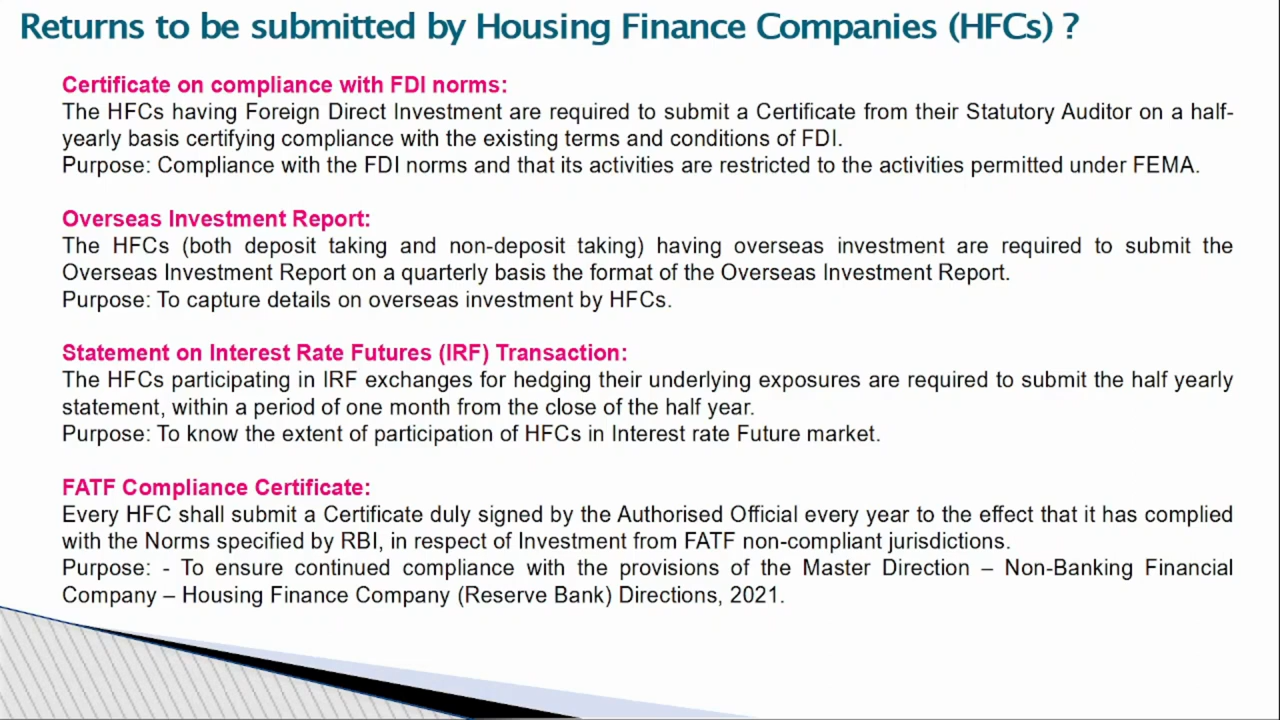 Returns to be submitted by Housing Finance Companies (HFCs) ?
Certificate on compliance with FDI norms:
The HFCs having Foreign Direct Investment are required to submit a Certificate from their Statutory Auditor on a half-
yearly basis certifying compliance with the existing terms and conditions of FDI.
Purpose: Compliance with the FDI norms and that its activities are restricted to the activities permitted under FEMA.
Overseas Investment Report:
The HFCs (both deposit taking and non-deposit taking) having overseas investment are required to submit the
Overseas Investment Report on a quarterly basis the format of the Overseas Investment Report.
Purpose: To capture details on overseas investment by HFCs.
Statement on Interest Rate Futures (IRF) Transaction:
The HFCs participating in IRF exchanges for hedging their underlying exposures are required to submit the half yearly
statement, within a period of one month from the close of the half year.
Purpose: To know the extent of participation of HFCs in Interest rate Future market.
FATF Compliance Certificate:
Every HFC shall submit a Certificate duly signed by the Authorised Official every year to the effect that it has complied
with the Norms specified by RBI, in respect of Investment from FATF non-compliant jurisdictions.
Purpose: - To ensure continued compliance with the provisions of the Master Direction – Non-Banking Financial
Company – Housing Finance Company (Reserve Bank) Directions, 2021.